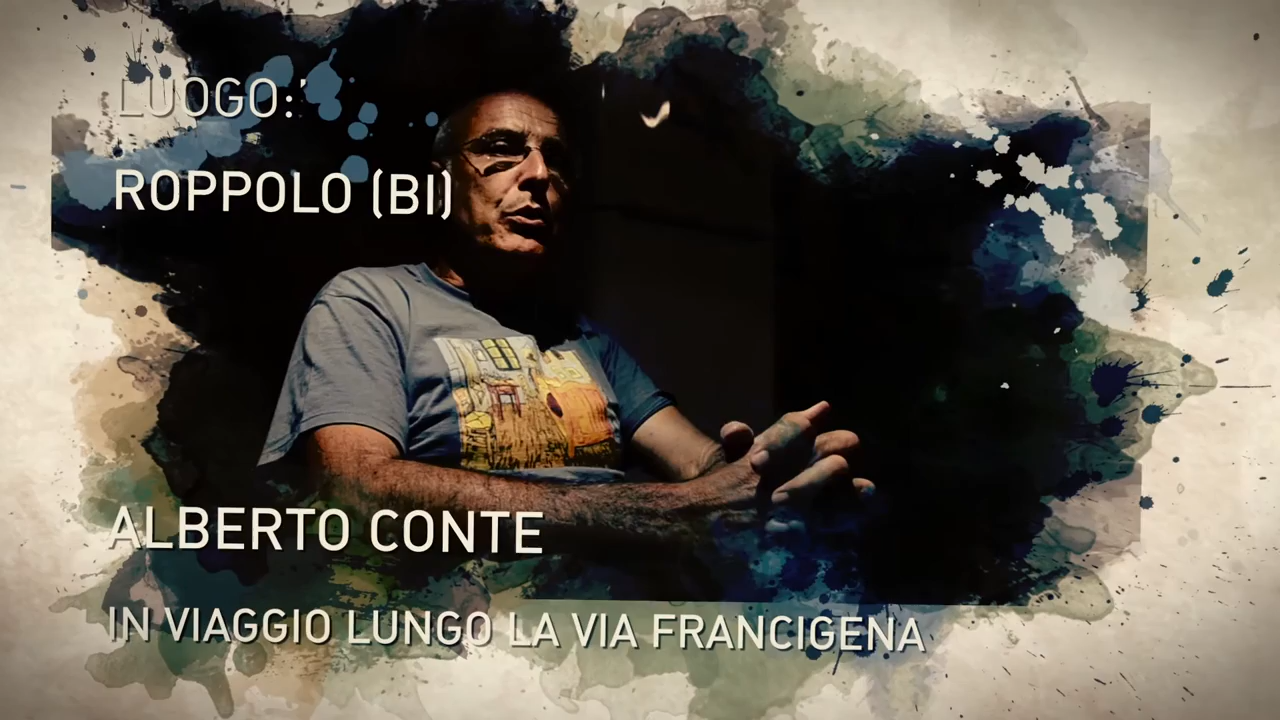 LUOGO:
ROPPOLO (BI)
ALBERTO CONTE
IN VIAGGIO LUNGO LA VIA FRANCIGENA